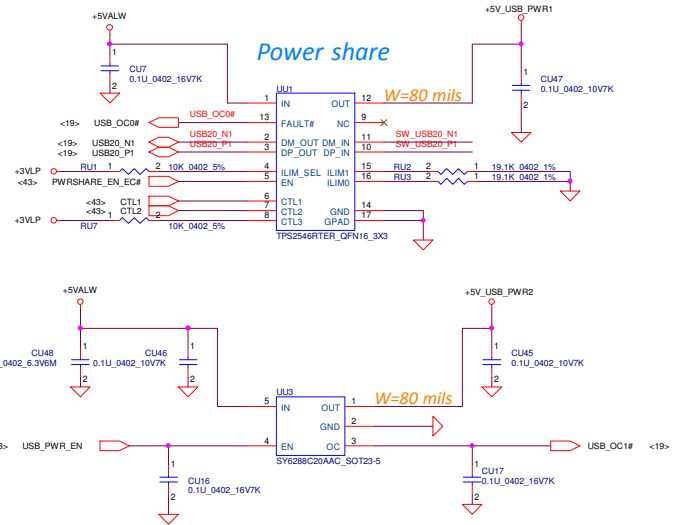 +5V_USB_PWR1
+5VALW
Power share
1
CU7
0.1U_0402_16V7K
2
1
CU47
0.1U_0402_10V7K
2
UU1
W=80 mils
1 IN OUT 12
<19> USB_OC0# USB_OC0# 13 FAULT# NC 9
<19> USB20_N1 2 DM_OUT DM_IN 11 SW_USB20_N1
<19> USB20_P1 3 DP_OUT DP_IN 10 SW_USB20_P1
+3VLP RU1 1 2 10K_0402_5% 4 ILIM_SEL ILIM1 15 RU2 2 1 19.1K_0402_1%
<43> PWRSHARE_EN_EC# 5 EN ILIM0 16 RU3 2 1 19.1K_0402_1%
<43> CTL1 6 CTL1
<43> CTL2 7 CTL2 GND 14
+3VLP RU7 1 2 10K_0402_5% 8 CTL3 GPAD 17
TPS2546RTER_QFN16_3X3
+5VALW
+5V_USB_PWR2
1
CU48
_0402_6.3V6M
2
1
CU46
0.1U_0402_10V7K
2
1
CU45
0.1U_0402_10V7K
2
UU3
W=80 mils
5 IN OUT 1
GND 2
> USB_PWR_EN 4 EN OC 3 USB_OC1# <19>
SY6288C20AAC_SOT23-5
1
CU16
0.1U_0402_16V7K
2
1
CU17
0.1U_0402_16V7K
2